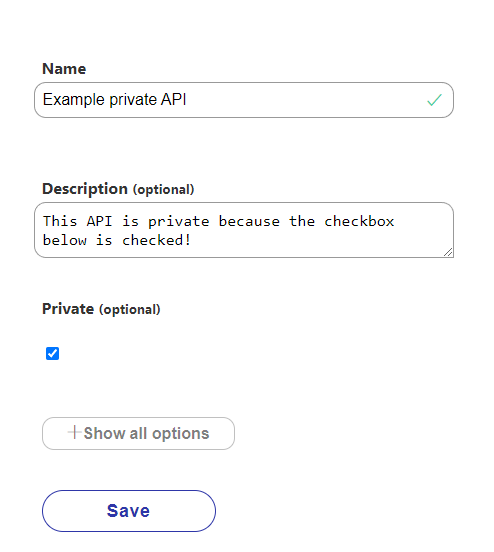 Name
Example private API
Description (optional)
This API is private because the checkbox
below is checked!
Private (optional)
Show all options
Save